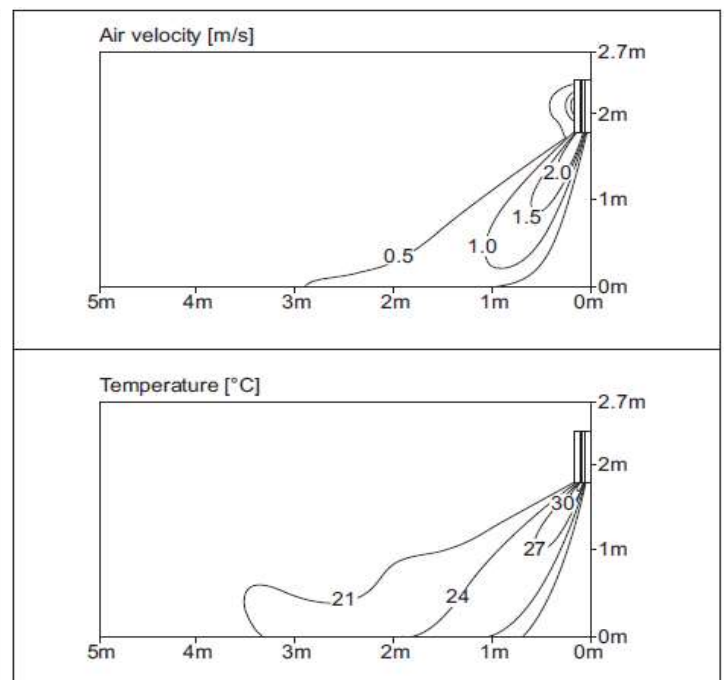 Air velocity [m/s]
2.7m
2m
2.0
1m
1.5
1.0
0.5
0m
5m 4m 3m 2m 1m 0m
Temperature [°C]
2.7m
2m
30
27
1m
24
21
0m
5m 4m 3m 2m 1m 0m